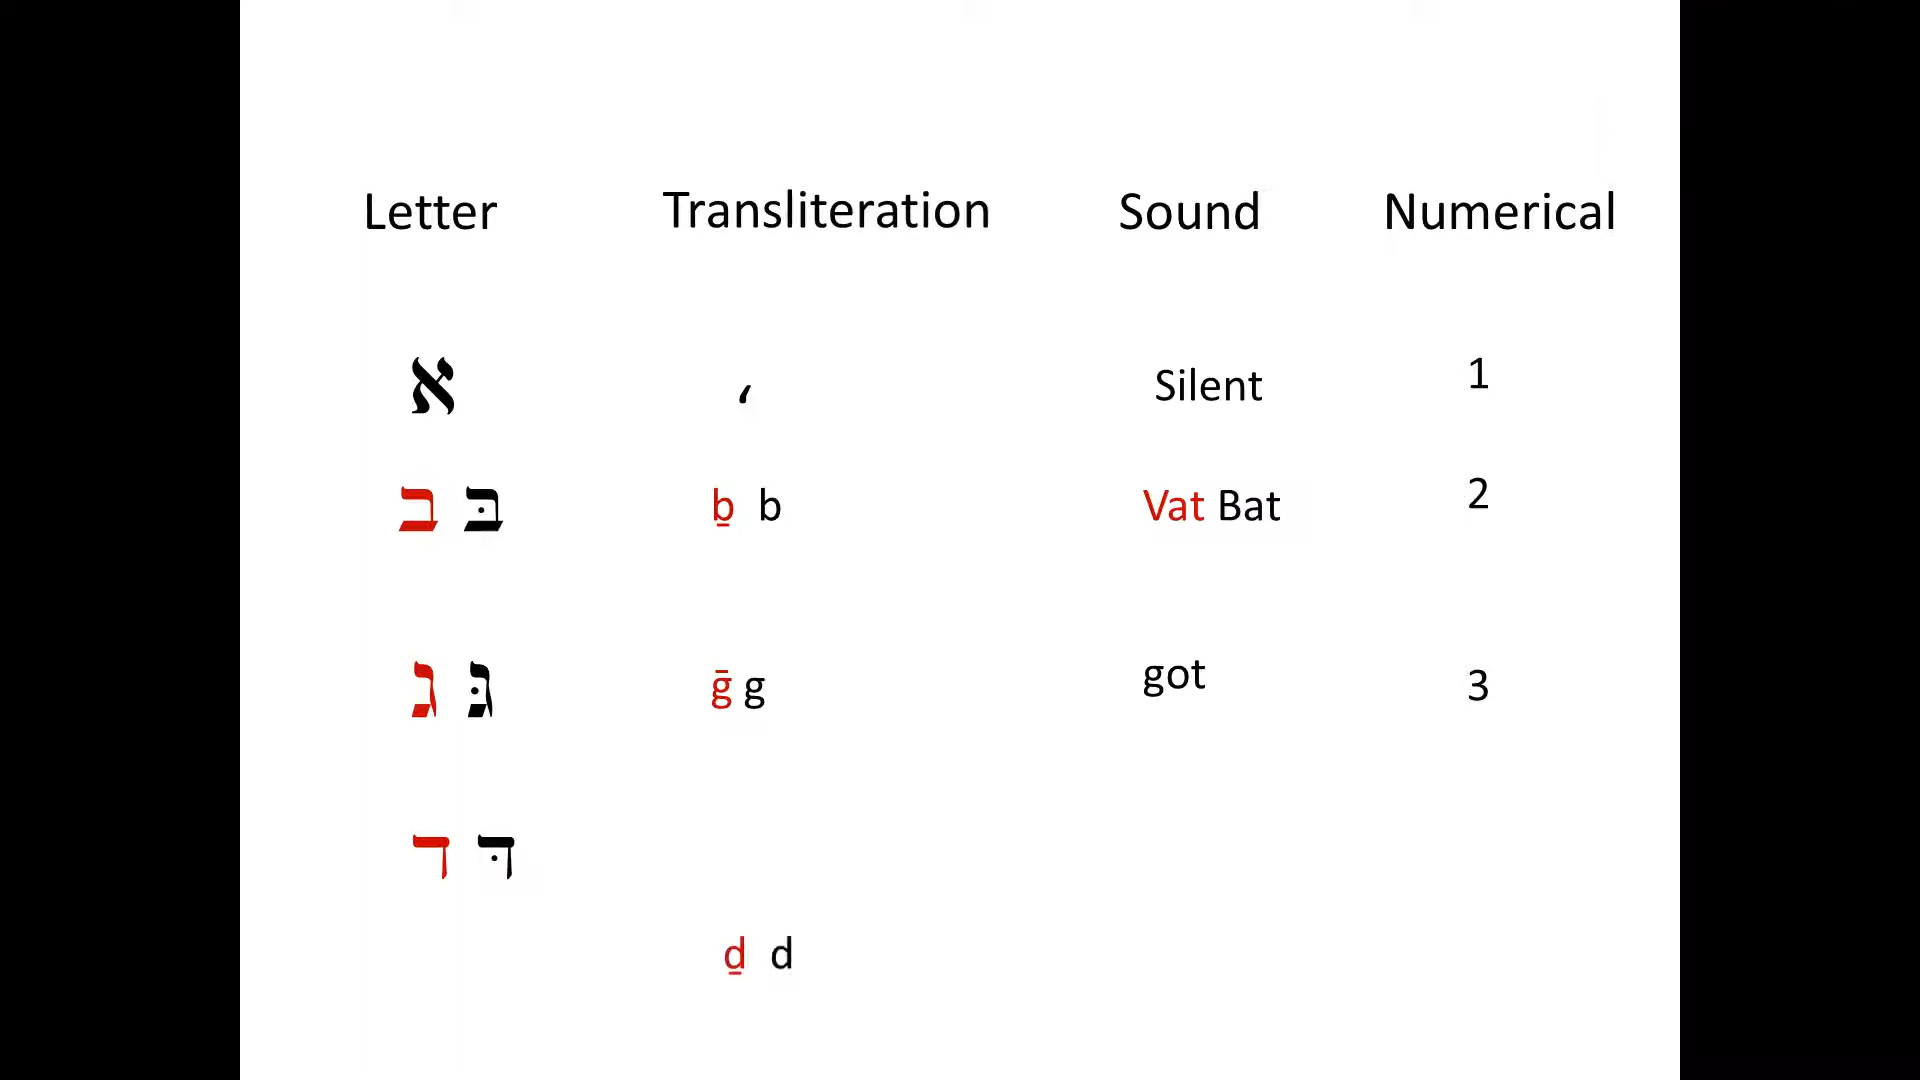 Letter Transliteration Sound Numerical
א ، Silent 1
ב בּ ḇ b Vat Bat 2
ג גּ ḡ g got 3
ד דּ
ḏ d